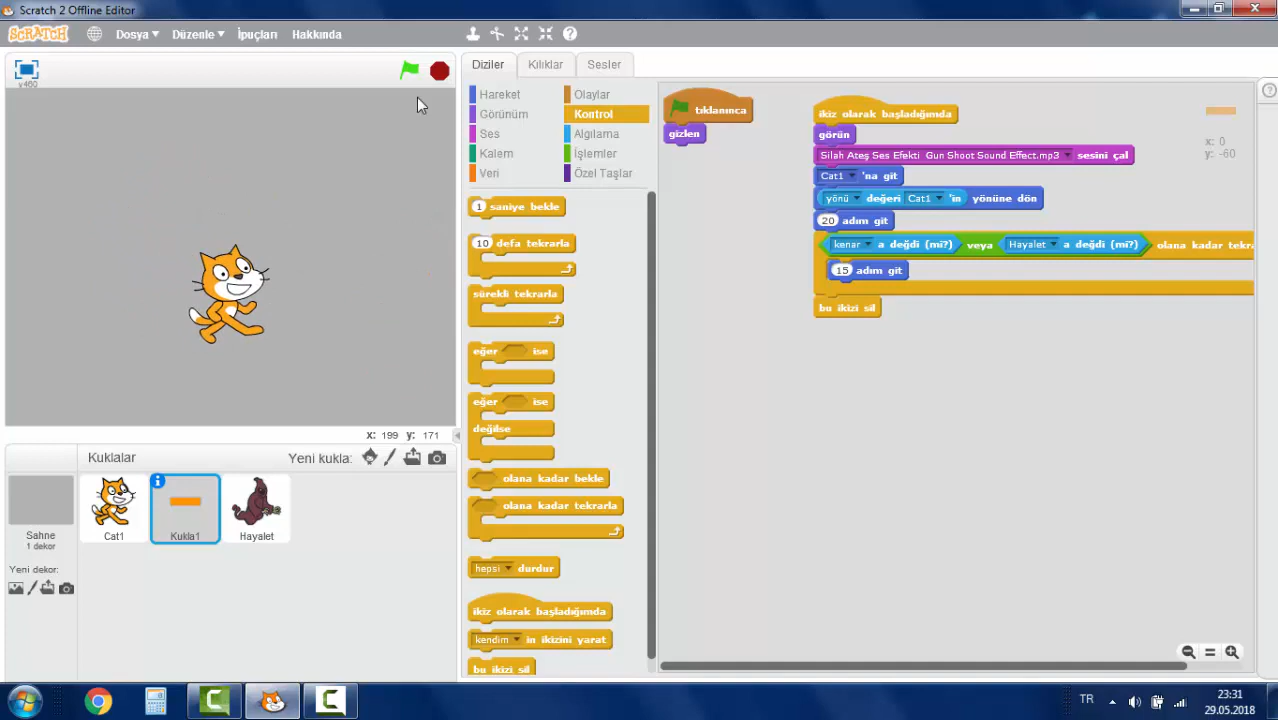 Scratch 2 Offline Editor
SCRATCH
Dosya
Düzenle
İpuçları
Hakkında
v460
Diziler
Kılıklar
Sesler
Hareket
Görünüm
Ses
Kalem
Veri
Olaylar
Kontrol
Algılama
İşlemler
Özel Taşlar
1 saniye bekle
10 defa tekrarla
sürekli tekrarla
eğer ise
eğer ise
değilse
olana kadar bekle
olana kadar tekrarla
hepsi durdur
ikiz olarak başladığımda
kendim in ikizini yarat
bu ikizi sil
tıklanınca
gizlen
ikiz olarak başladığımda
görün
Silah Ateş Ses Efekti Gun Shoot Sound Effect.mp3 sesini çal
Cat1 'na git
yönü değeri Cat1 'in yönüne dön
20 adım git
kenar a değdi (mi?) veya Hayalet a değdi (mi?) olana kadar tekra
15 adım git
bu ikizi sil
x: 0
y: -60
x: 199 y: 171
Kuklalar
Yeni kukla:
Sahne
1 dekor
Yeni dekor:
Cat1
Kukla1
Hayalet
TR
23:31
29.05.2018